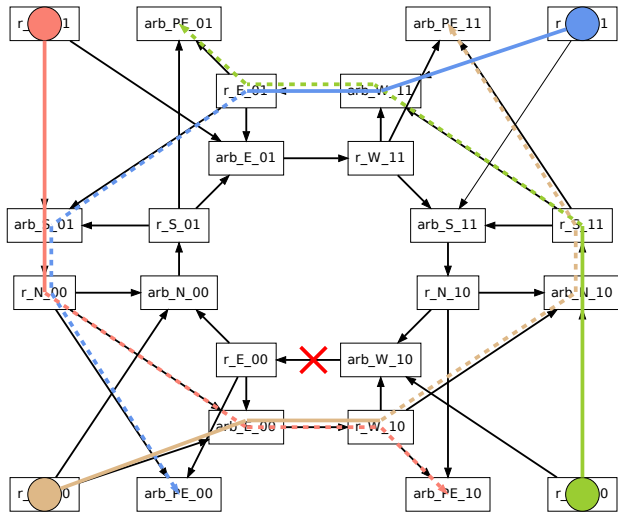 arb_PE_01
arb_PE_11
r_E_01
arb_W_11
arb_E_01
r_W_11
arb_S_01
r_S_01
arb_S_11
r_S_11
r_N_00
arb_N_00
r_N_10
arb_N_10
r_E_00
arb_W_10
arb_E_00
r_W_10
arb_PE_00
arb_PE_10